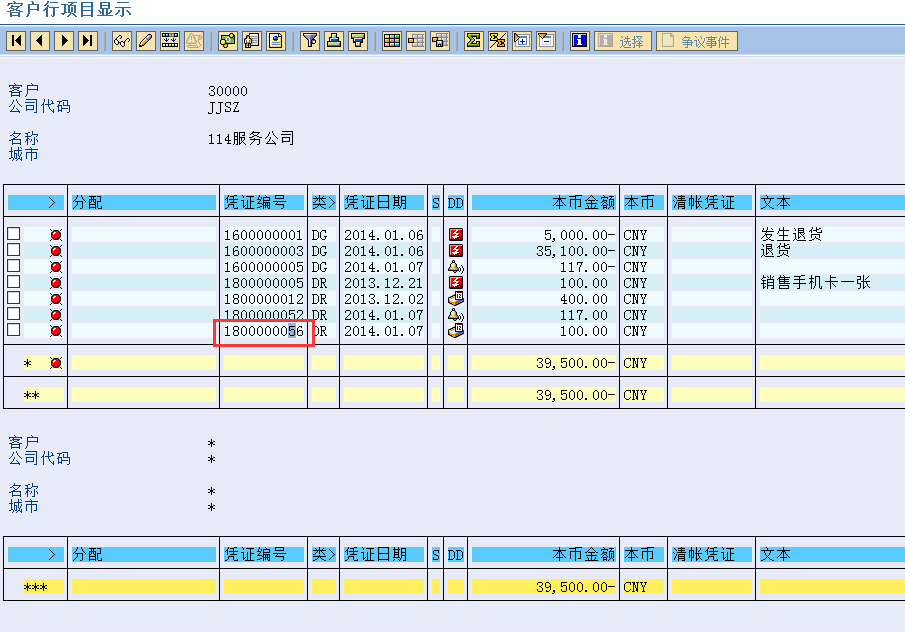 客户行项目显示
选择 争议事件
客户 30000
公司代码 JJSZ
名称 114服务公司
城市
> 分配 凭证编号 类> 凭证日期 S DD 本币金额 本币 清帐凭证 文本
1600000001 DG 2014.01.06 5,000.00- CNY 发生退货
1600000003 DG 2014.01.06 35,100.00- CNY 退货
1600000005 DG 2014.01.07 117.00- CNY
1800000005 DR 2013.12.21 100.00 CNY 销售手机卡一张
1800000012 DR 2013.12.02 400.00 CNY
1800000052 DR 2014.01.07 117.00 CNY
1800000056 DR 2014.01.07 100.00 CNY
* 39,500.00- CNY
** 39,500.00- CNY
客户 *
公司代码 *
名称 *
城市 *
> 分配 凭证编号 类> 凭证日期 S DD 本币金额 本币 清帐凭证 文本
*** 39,500.00- CNY